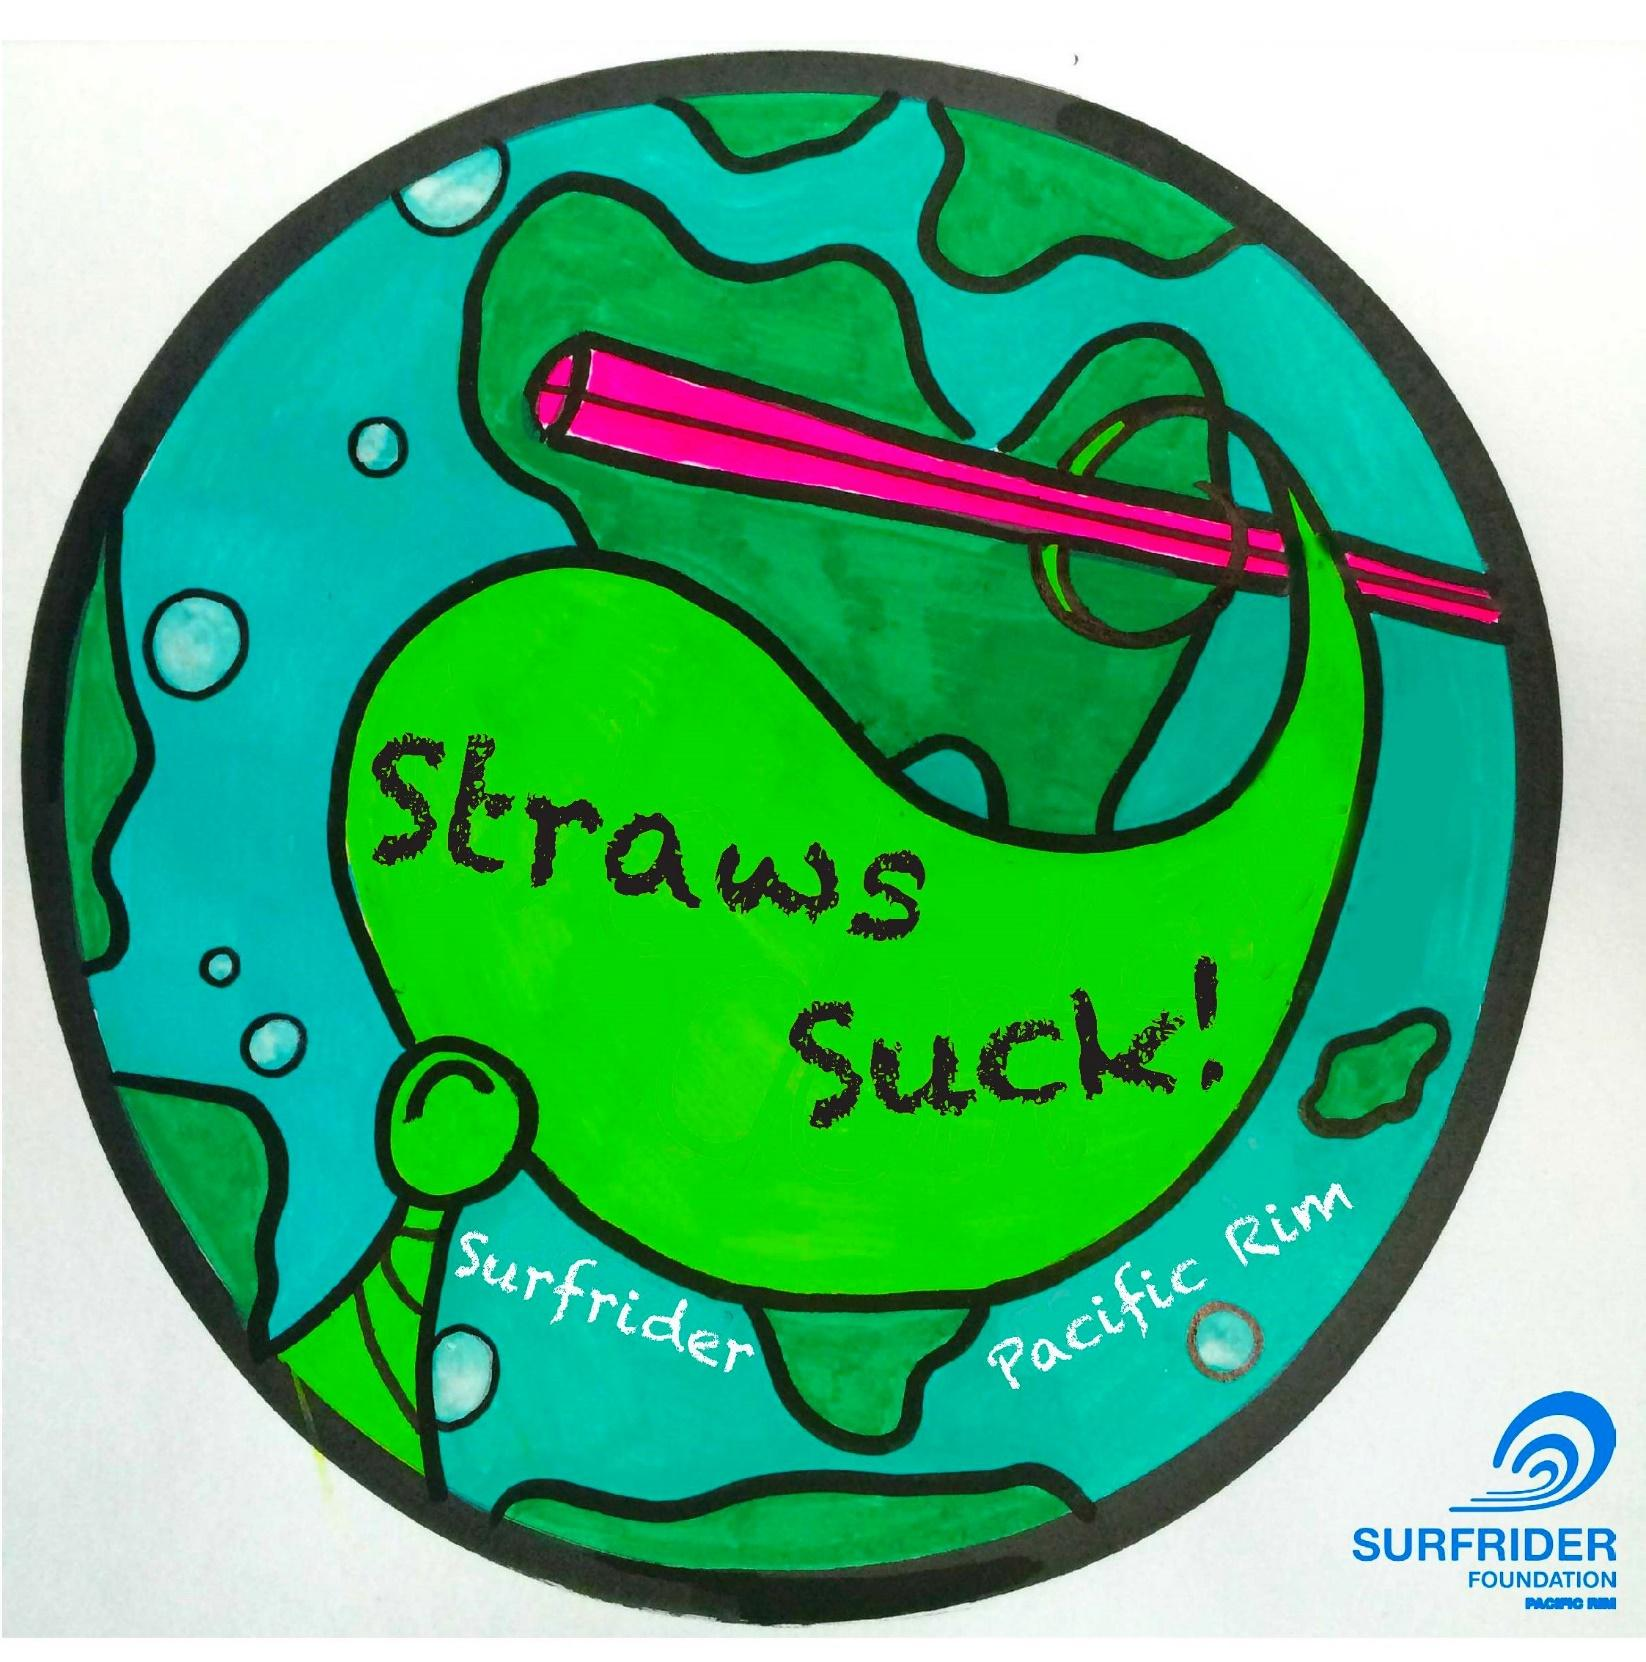 Straws
Suck!
Surfrider Pacific Rim
SURFRIDER
FOUNDATION
PACIFIC RIM